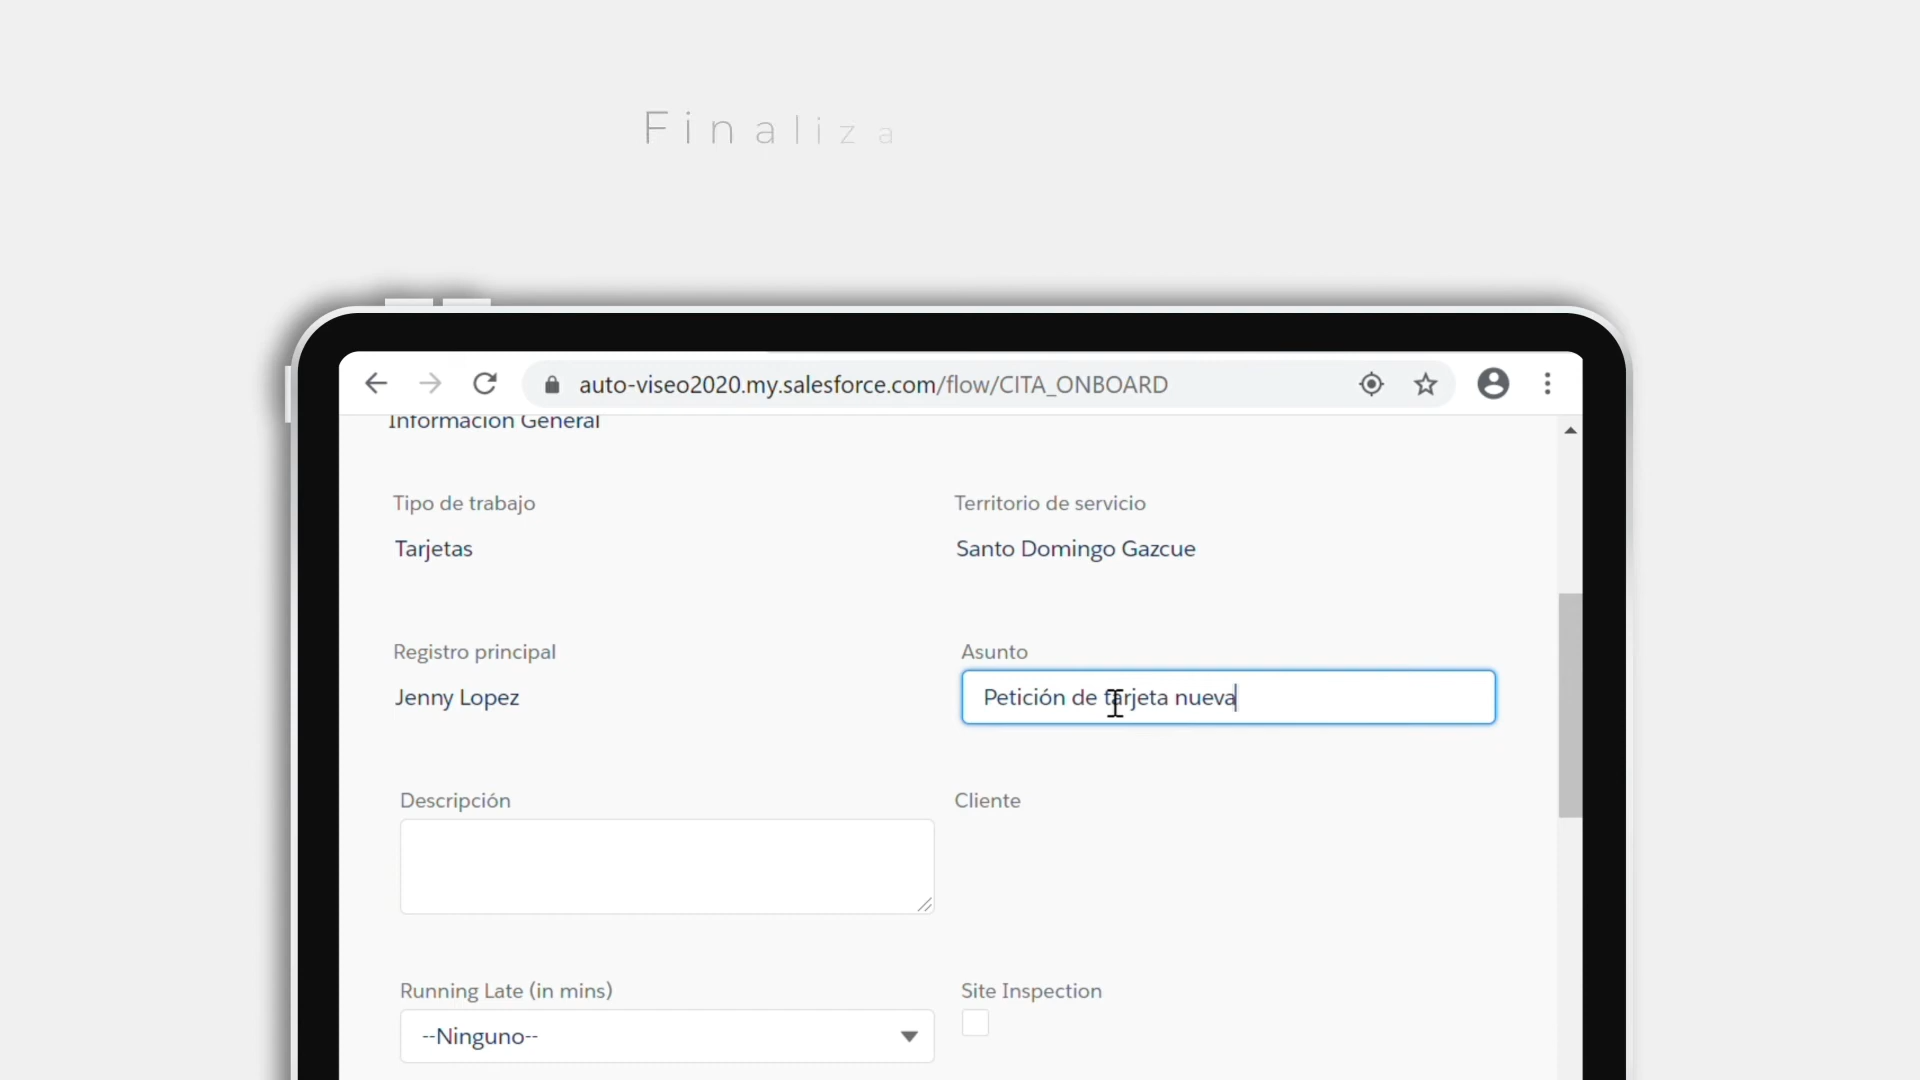 Finaliza
auto-viseo2020.my.salesforce.com/flow/CITA_ONBOARD
Información General
Tipo de trabajo
Territorio de servicio
Tarjetas
Santo Domingo Gazcue
Registro principal
Asunto
Jenny Lopez
Petición de tarjeta nueva
Descripción
Cliente
Running Late (in mins)
Site Inspection
--Ninguno--